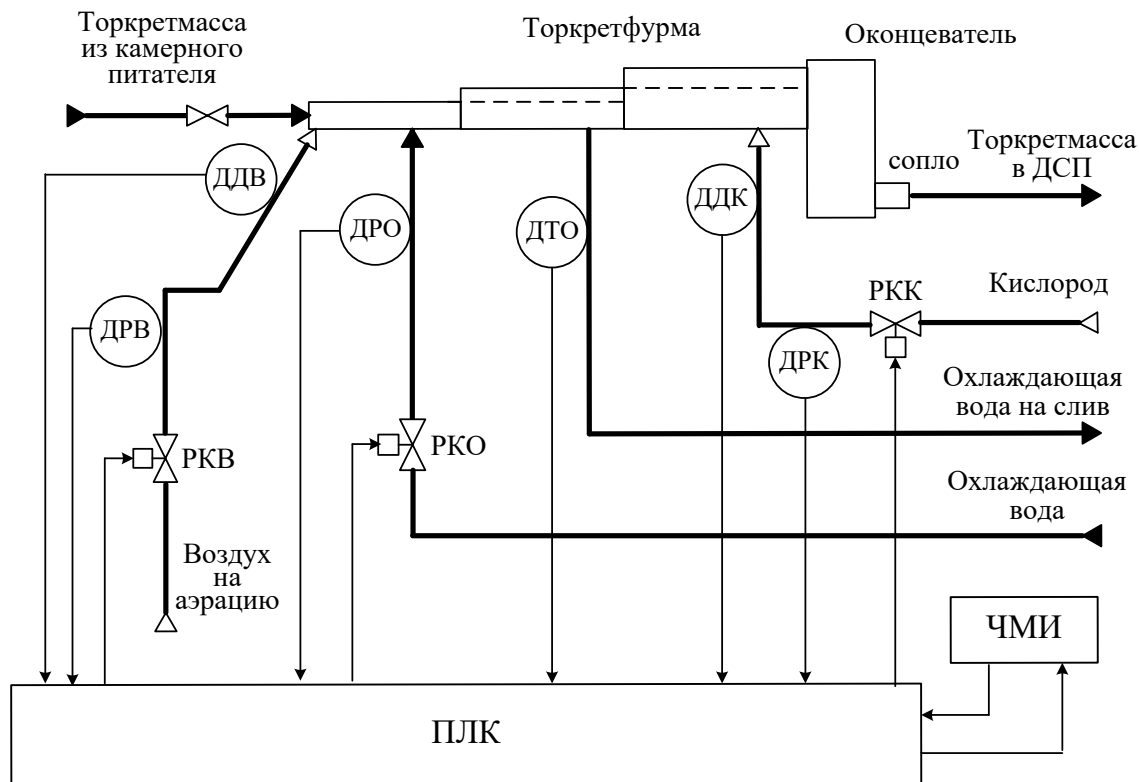 Торкретмасса
из камерного
питателя
Торкретфурма
Оконцеватель
сопло
Торкретмасса
в ДСП
ДДВ
ДРО
ДТО
ДДК
ДРВ
РКК
Кислород
ДРК
Охлаждающая
вода на слив
РКВ
РКО
Охлаждающая
вода
Воздух
на
аэрацию
ЧМИ
ПЛК